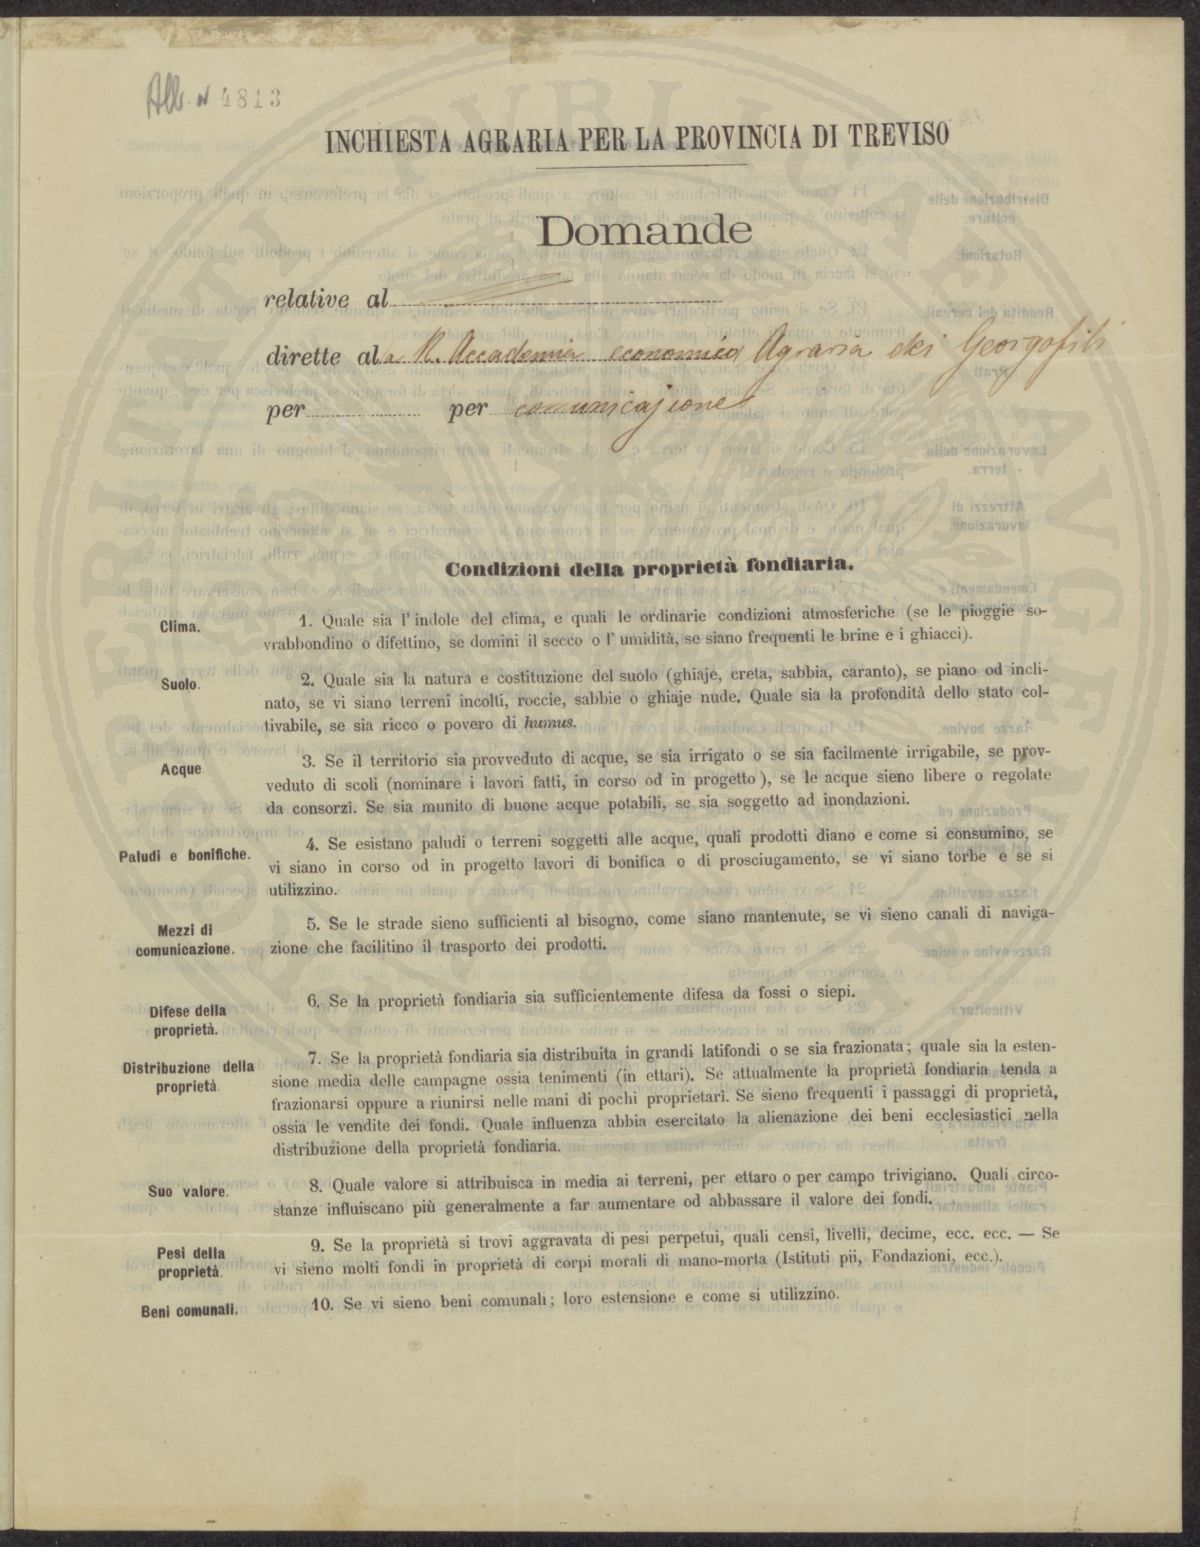 All. N 4813
INCHIESTA AGRARIA PER LA PROVINCIA DI TREVISO
Domande
relative al
dirette alla R. Accademia economico Agraria dei Georgofili
per per comunicazione
Condizioni della proprietà fondiaria.
Clima.
1. Quale sia l' indole del clima, e quali le ordinarie condizioni atmosferiche (se le pioggie so-
vrabbondino o difettino, se domini il secco o l' umidità, se siano frequenti le brine e i ghiacci).
Suolo.
2. Quale sia la natura e costituzione del suolo (ghiaje, creta, sabbia, caranto), se piano od incli-
nato, se vi siano terreni incolti, roccie, sabbie o ghiaje nude. Quale sia la profondità dello stato col-
tivabile, se sia ricco o povero di humus.
Acque
3. Se il territorio sia provveduto di acque, se sia irrigato o se sia facilmente irrigabile, se prov-
veduto di scoli (nominare i lavori fatti, in corso od in progetto), se le acque sieno libere o regolate
da consorzî. Se sia munito di buone acque potabili, se sia soggetto ad inondazioni.
Paludi e bonifiche.
4. Se esistano paludi o terreni soggetti alle acque, quali prodotti diano e come si consumino, se
vi siano in corso od in progetto lavori di bonifica o di prosciugamento, se vi siano torbe e se si
utilizzino.
Mezzi di
comunicazione.
5. Se le strade sieno sufficienti al bisogno, come siano mantenute, se vi sieno canali di naviga-
zione che facilitino il trasporto dei prodotti.
Difese della
proprietà.
6. Se la proprietà fondiaria sia sufficientemente difesa da fossi o siepi.
Distribuzione della
proprietà.
7. Se la proprietà fondiaria sia distribuita in grandi latifondi o se sia frazionata; quale sia la esten-
sione media delle campagne ossia tenimenti (in ettari). Se attualmente la proprietà fondiaria tenda a
frazionarsi oppure a riunirsi nelle mani di pochi proprietari. Se sieno frequenti i passaggi di proprietà,
ossia le vendite dei fondi. Quale influenza abbia esercitato la alienazione dei beni ecclesiastici nella
distribuzione della proprietà fondiaria.
Suo valore.
8. Quale valore si attribuisca in media ai terreni, per ettaro o per campo trivigiano. Quali circo-
stanze influiscano più generalmente a far aumentare od abbassare il valore dei fondi.
Pesi della
proprietà.
9. Se la proprietà si trovi aggravata di pesi perpetui, quali censi, livelli, decime, ecc. ecc. — Se
vi sieno molti fondi in proprietà di corpi morali di mano-morta (Istituti pii, Fondazioni, ecc.).
Beni comunali.
10. Se vi sieno beni comunali; loro estensione e come si utilizzino.